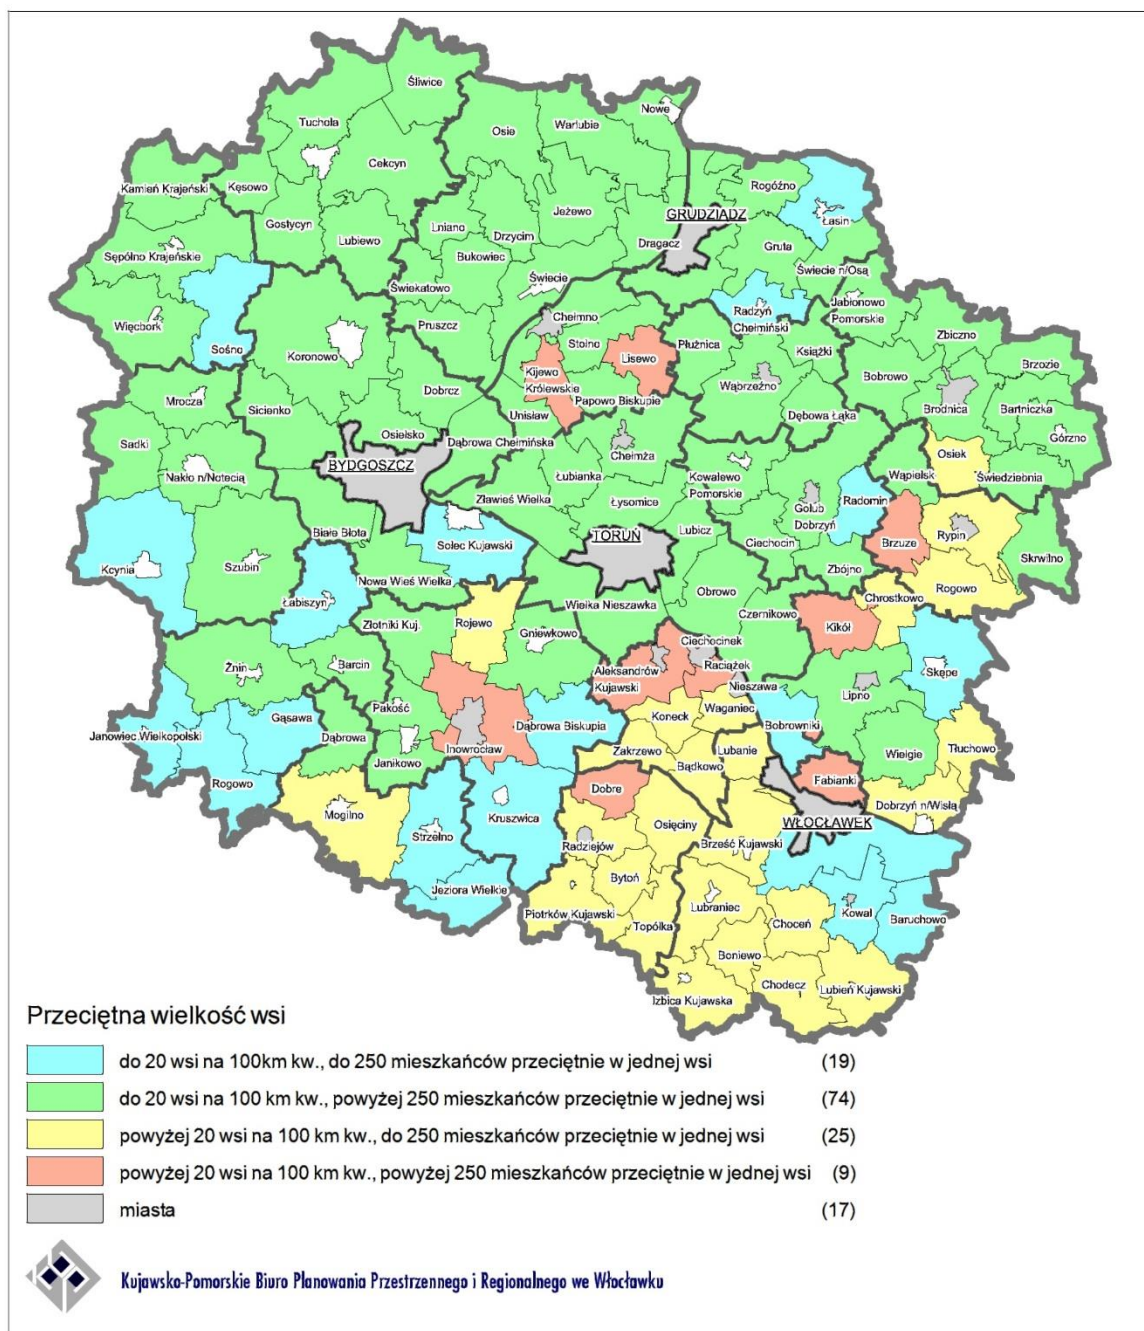 Śliwice
Nowe
Tuchola
Osie
Warlubie
Cekcyn
Kamień Krajeński
Kęsowo
Rogóźno
Łasin
Jeżewo
GRUDZIĄDZ
Gostycyn
Lubiewo
Lniano
Drzycim
Dragacz
Gruta
Sępólno Krajeńskie
Bukowiec
Świecie
Świecie n/Osą
Świekatowo
Radzyń
Chełmiński
Jabłonowo
Pomorskie
Więcbork
Pruszcz
Chełmno
Stolno
Płużnica
Książki
Zbiczno
Sośno
Koronowo
Lisewo
Kijewo
Królewskie
Bobrowo
Brzozie
Wąbrzeźno
Mrocza
Sicienko
Dobrcz
Papowo Biskupie
Unisław
Dębowa Łąka
Brodnica
Bartniczka
Górzno
Sadki
Osielsko
Dąbrowa Chełmińska
Chełmża
Osiek
BYDGOSZCZ
Nakło n/Notecią
Łubianka
Kowalewo
Pomorskie
Wąpielsk
Świedziebnia
Zławieś Wielka
Łysomice
Golub
Dobrzyń
Radomin
Białe Błota
Solec Kujawski
TORUŃ
Lubicz
Ciechocin
Brzuze
Rypin
Skrwilno
Kcynia
Szubin
Nowa Wieś Wielka
Zbójno
Rogowo
Łabiszyn
Obrowo
Chrostkowo
Wielka Nieszawka
Czernikowo
Kikół
Złotniki Kuj.
Rojewo
Gniewkowo
Ciechocinek
Żnin
Barcin
Aleksandrów
Kujawski
Raciążek
Nieszawa
Skępe
Lipno
Pakość
Waganiec
Gąsawa
Koneck
Bobrowniki
Janowiec Wielkopolski
Dąbrowa
Dąbrowa Biskupia
Inowrocław
Zakrzewo
Lubanie
Tłuchowo
Janikowo
Bądkowo
Wielgie
Rogowo
Dobre
Fabianki
Mogilno
Kruszwica
Dobrzyń n/Wisłą
Strzelno
Osięciny
WŁOCŁAWEK
Radziejów
Brześć Kujawski
Bytoń
Jeziora Wielkie
Lubraniec
Kowal
Piotrków Kujawski
Topólka
Choceń
Baruchowo
Boniewo
Chodecz
Lubień Kujawski
Izbica Kujawska
Przeciętna wielkość wsi
do 20 wsi na 100km kw., do 250 mieszkańców przeciętnie w jednej wsi (19)
do 20 wsi na 100 km kw., powyżej 250 mieszkańców przeciętnie w jednej wsi (74)
powyżej 20 wsi na 100 km kw., do 250 mieszkańców przeciętnie w jednej wsi (25)
powyżej 20 wsi na 100 km kw., powyżej 250 mieszkańców przeciętnie w jednej wsi (9)
miasta (17)
Kujawsko-Pomorskie Biuro Planowania Przestrzennego i Regionalnego we Włocławku